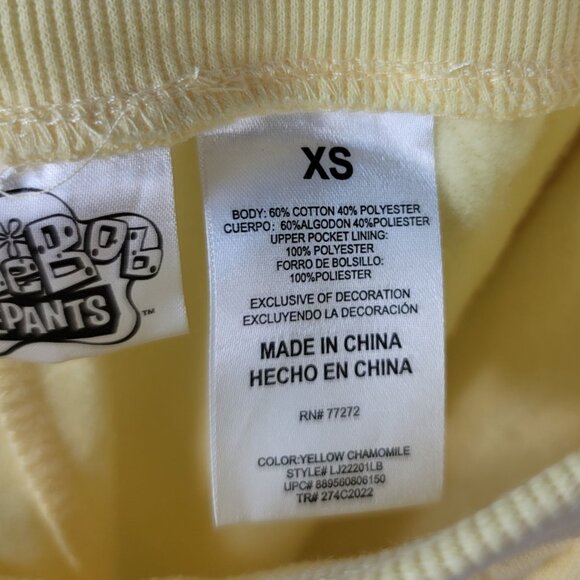 XS
BODY: 60% COTTON 40% POLYESTER
CUERPO: 60%ALGODON 40%POLIESTER
UPPER POCKET LINING:
100% POLYESTER
FORRO DE BOLSILLO:
100%POLIESTER
EXCLUSIVE OF DECORATION
EXCLUYENDO LA DECORACIÓN
MADE IN CHINA
HECHO EN CHINA
RN# 77272
COLOR:YELLOW CHAMOMILE
STYLE# LJ22201LB
UPC# 889560806150
TR# 274C2022
BOB
PANTS™